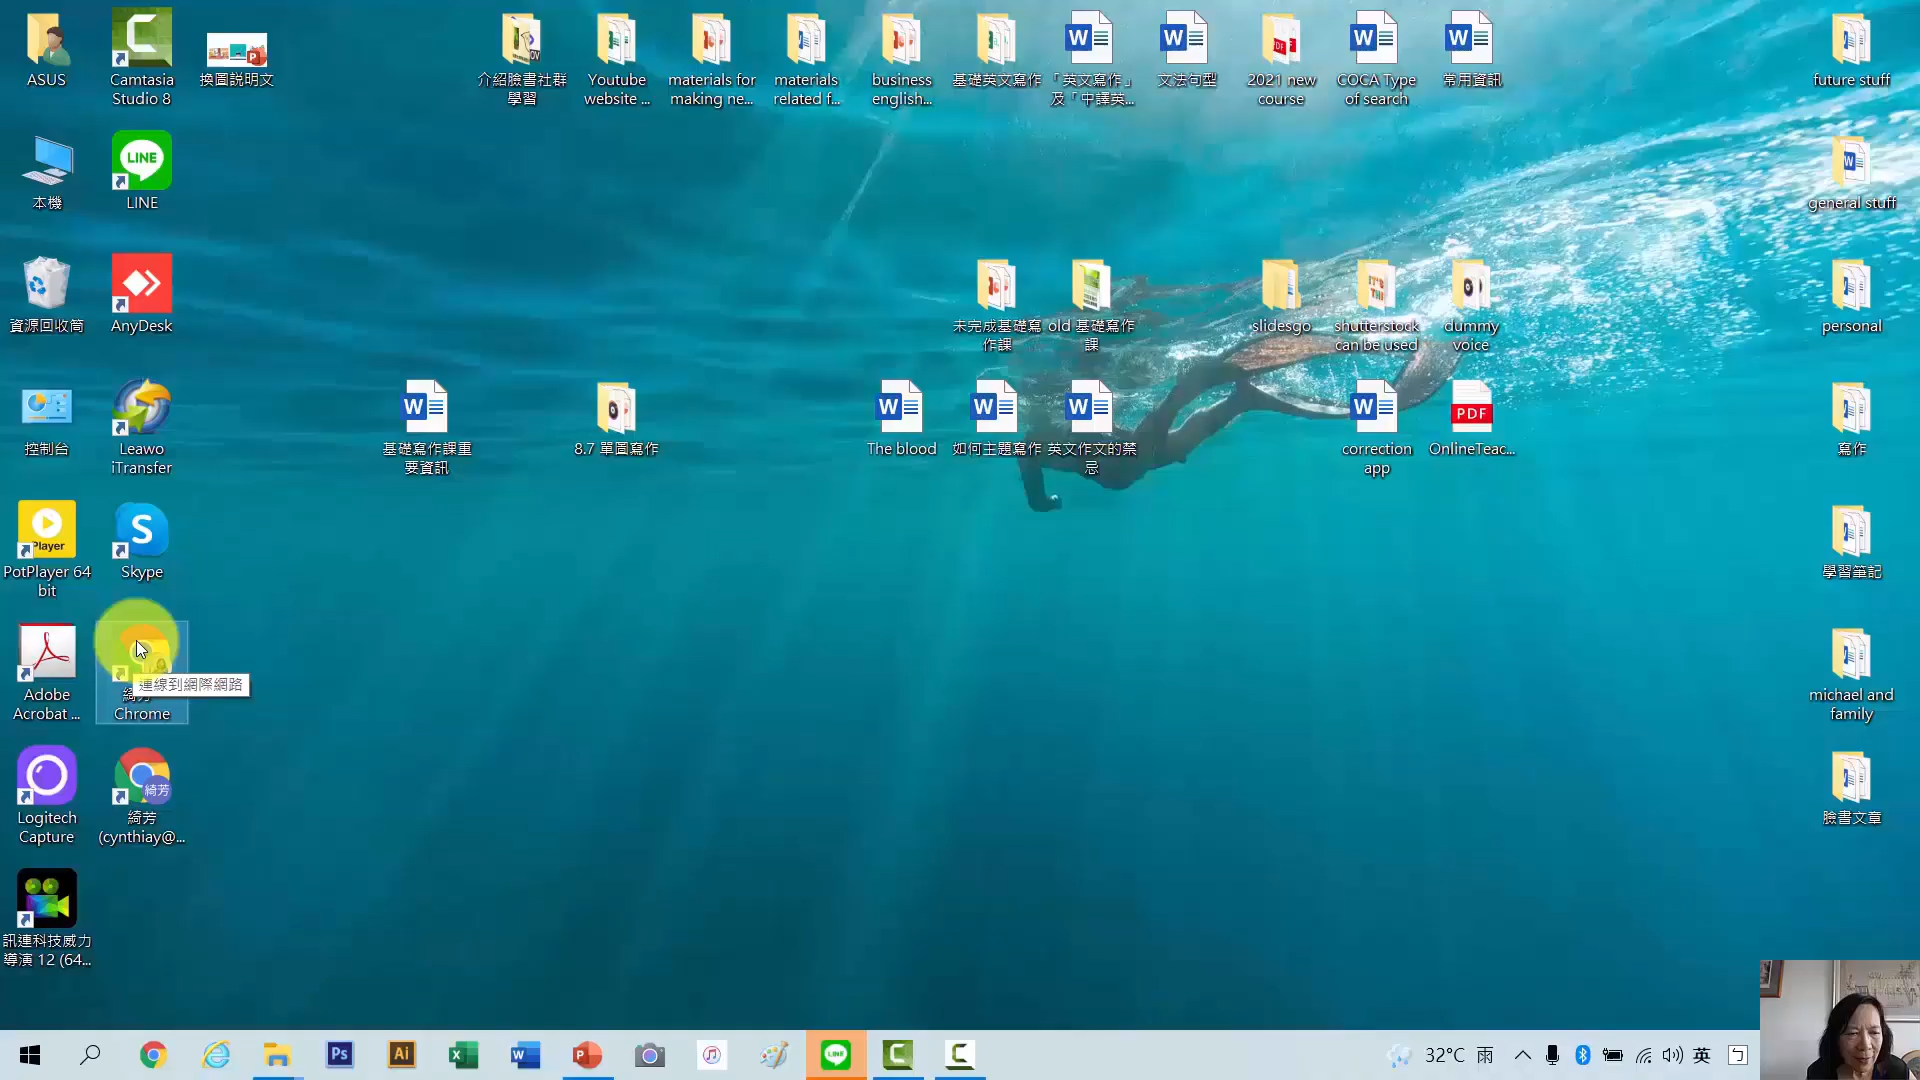 ASUS
Camtasia
Studio 8
換圖說明文
介紹臉書社群
學習
Youtube
website ...
materials for
making ne...
materials
related f...
business
english...
基礎英文寫作
「英文寫作」
及「中譯英...
文法句型
2021 new
course
COCA Type
of search
常用資訊
future stuff
本機
LINE
LINE
general stuff
資源回收筒
AnyDesk
未完成基礎寫
作課
old 基礎寫作
課
slidesgo
shutterstock
can be used
dummy
voice
personal
控制台
Leawo
iTransfer
基礎寫作課重
要資訊
8.7 單圖寫作
The blood
如何主題寫作
英文作文的禁
忌
correction
app
PDF
OnlineTeac...
寫作
Player
PotPlayer 64
bit
Skype
學習筆記
Adobe
Acrobat ...
連線到網際網路
Chrome
michael and
family
Logitech
Capture
綺芳
綺芳
(cynthiay@...
臉書文章
訊連科技威力
導演 12 (64...
Ps
Ai
32°C 雨
英